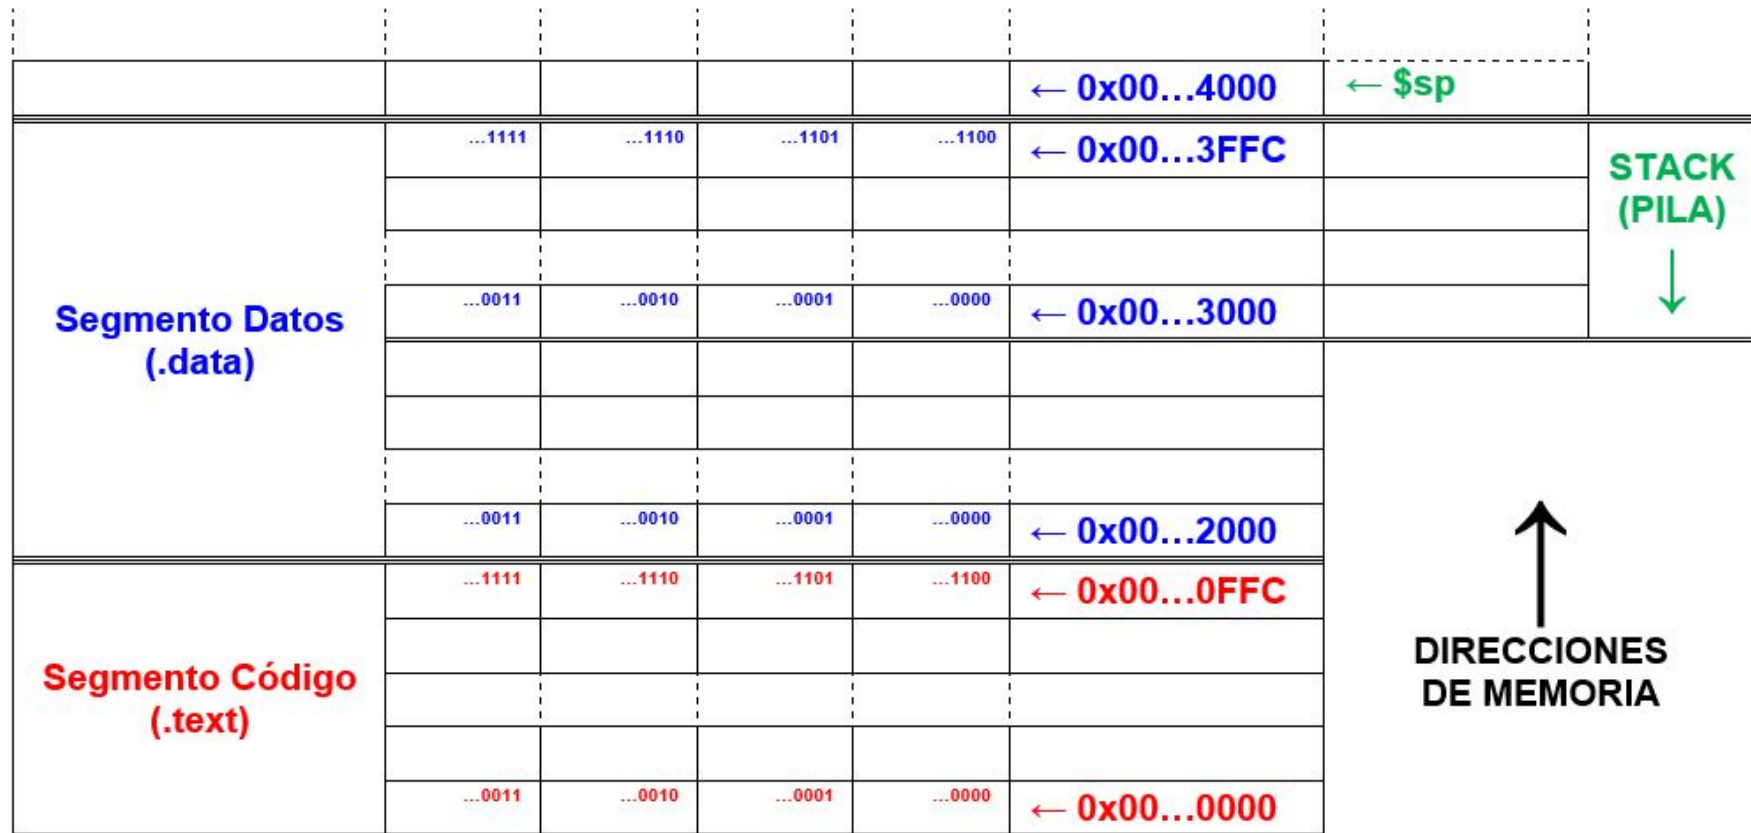 ← 0x00...4000 ← $sp
...1111 ...1110 ...1101 ...1100 ← 0x00...3FFC
STACK
(PILA)
↓
...0011 ...0010 ...0001 ...0000 ← 0x00...3000
Segmento Datos
(.data)
...0011 ...0010 ...0001 ...0000 ← 0x00...2000
...1111 ...1110 ...1101 ...1100 ← 0x00...0FFC
Segmento Código
(.text)
↑
DIRECCIONES
DE MEMORIA
...0011 ...0010 ...0001 ...0000 ← 0x00...0000